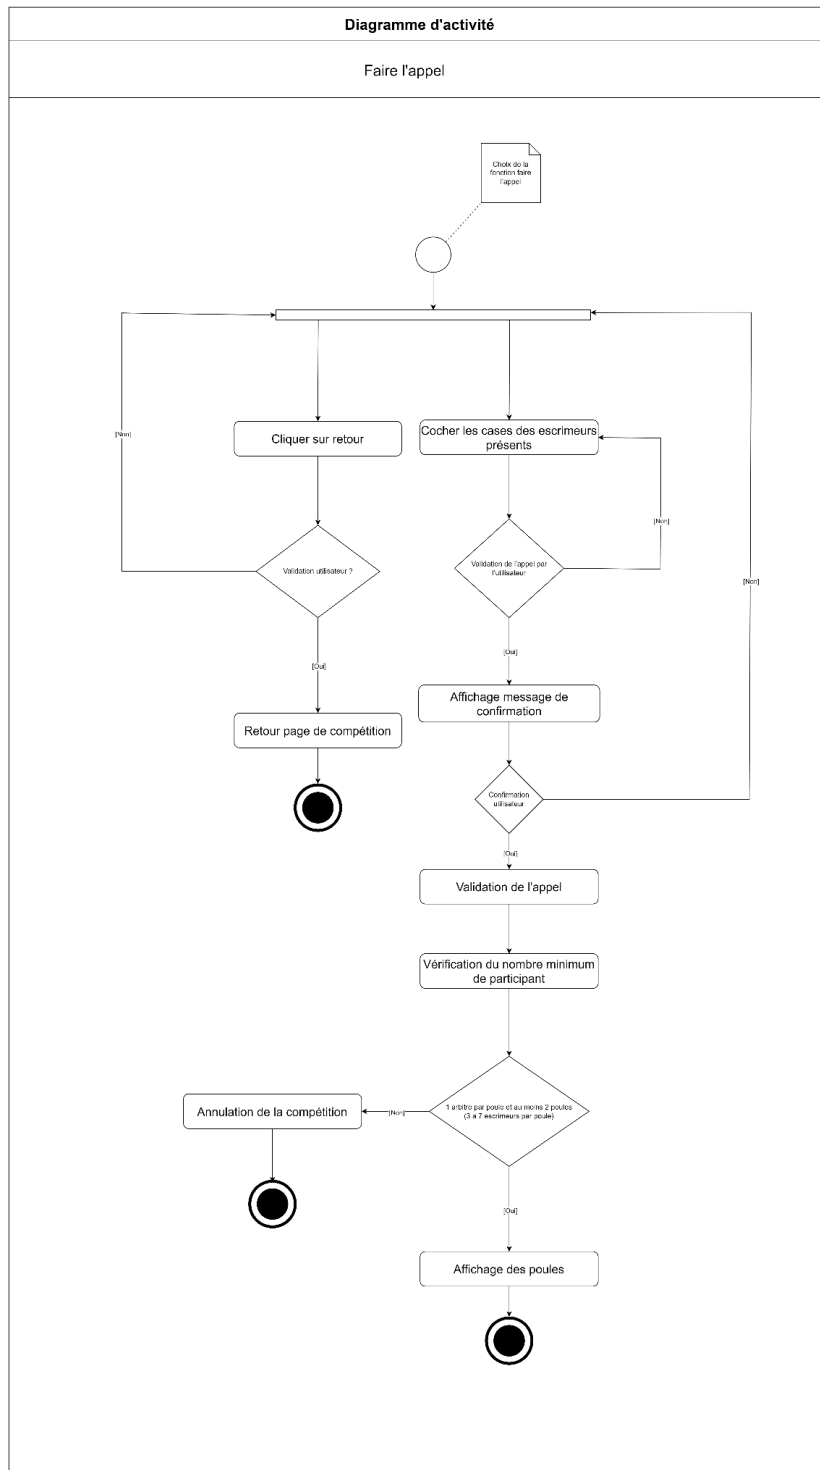 Diagramme d'activité
Faire l'appel
Choix de la
fonction faire
l'appel
[Non]
Cliquer sur retour
Cocher les cases des escrimeurs
présents
[Non]
Validation utilisateur ?
Validation de l'appel par
l'utilisateur
[Non]
[Oui]
[Oui]
Affichage message de
confirmation
Retour page de compétition
Confirmation
utilisateur
[Oui]
Validation de l'appel
Vérification du nombre minimum
de participant
1 arbitre par poule et au moins 2 poules
(3 a 7 escrimeurs par poule)
Annulation de la compétition
[Non]
[Oui]
Affichage des poules